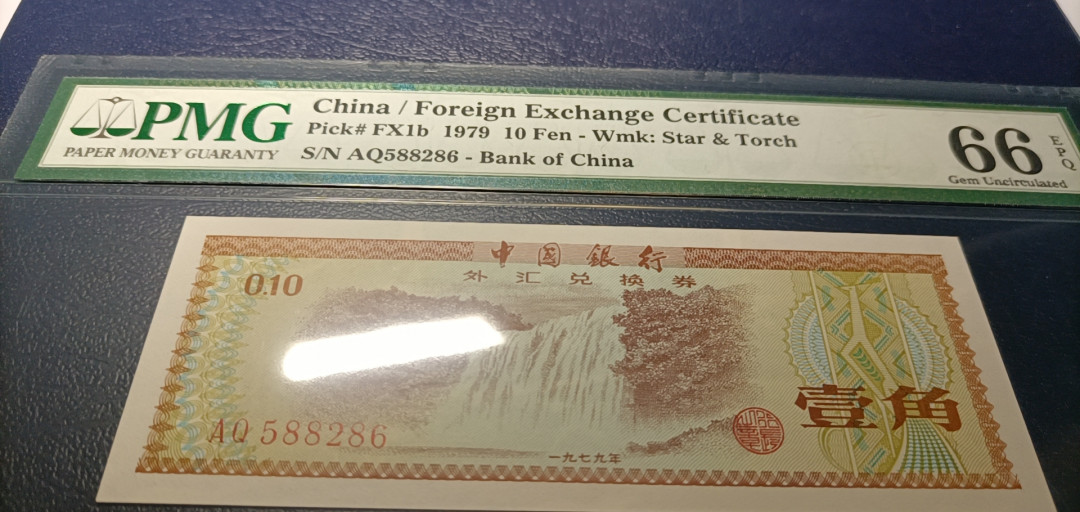 PMG
PAPER MONEY GUARANTY
China / Foreign Exchange Certificate
Pick# FX1b 1979 10 Fen - Wmk: Star & Torch
S/N AQ588286 - Bank of China
66
EPQ
Gem Uncirculated
中國銀行
外汇兑换券
0.10
壹角
AQ 588286
一九七九年